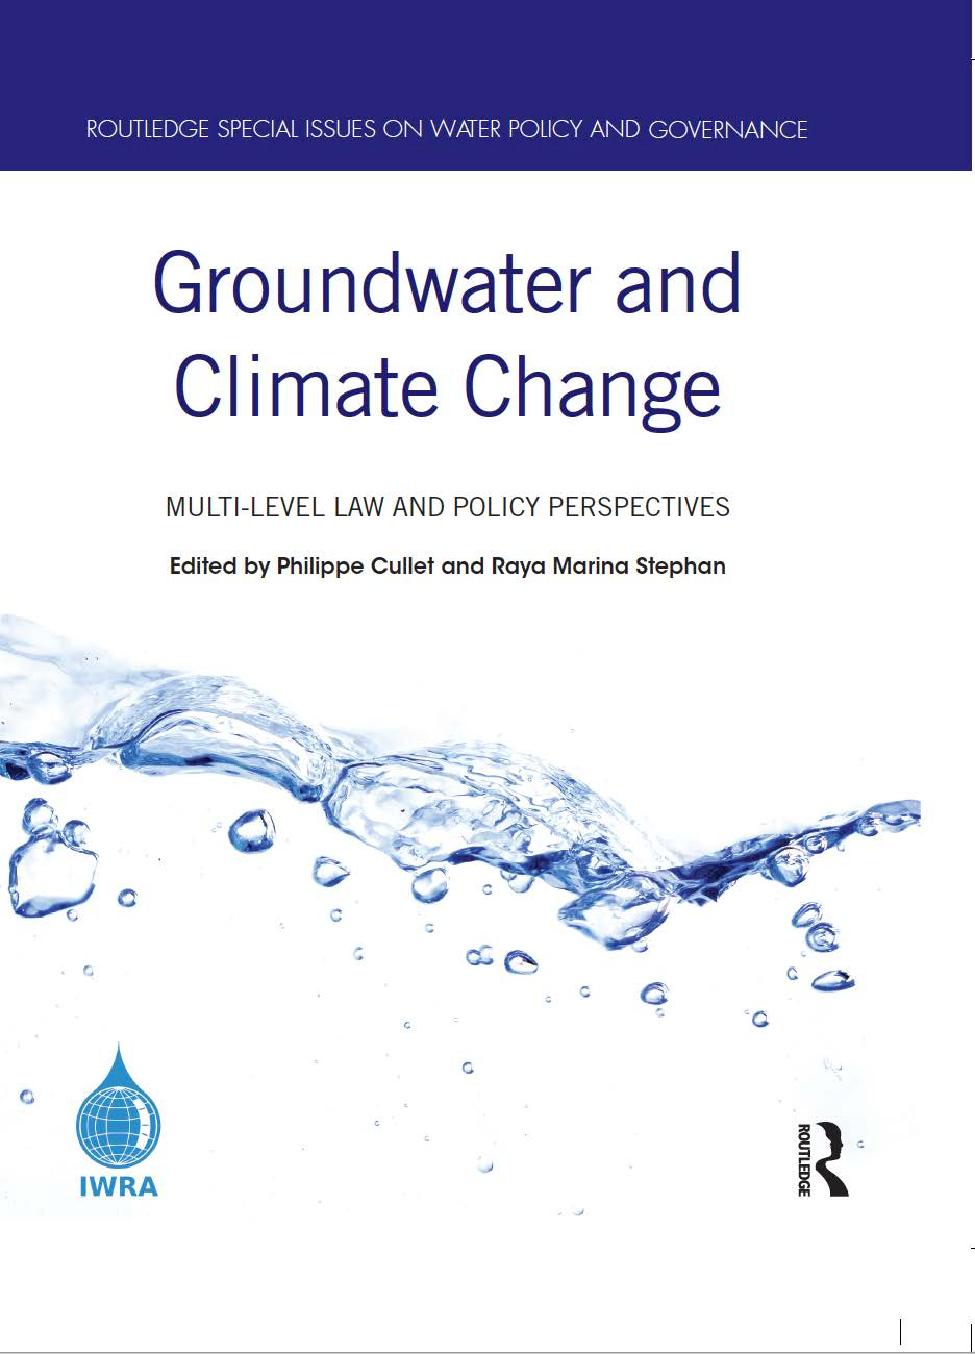 ROUTLEDGE SPECIAL ISSUES ON WATER POLICY AND GOVERNANCE
Groundwater and
Climate Change
MULTI-LEVEL LAW AND POLICY PERSPECTIVES
Edited by Philippe Cullet and Raya Marina Stephan
IWRA
ROUTLEDGE